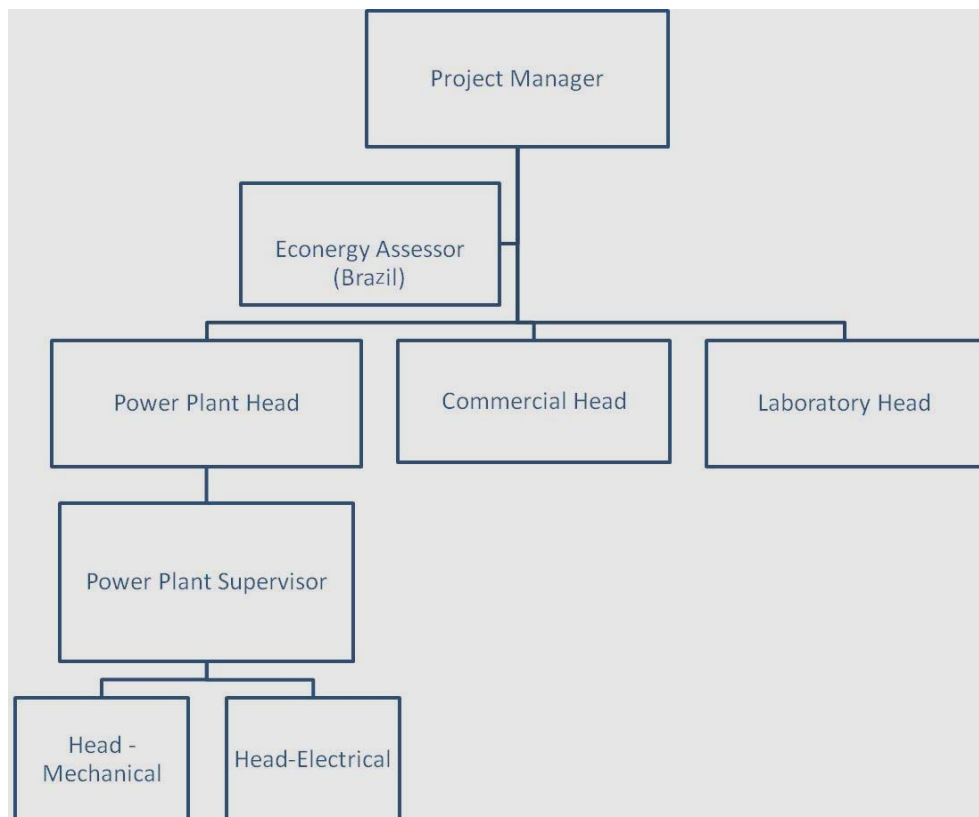 Project Manager
Econergy Assessor
(Brazil)
Power Plant Head
Commercial Head
Laboratory Head
Power Plant Supervisor
Head -
Mechanical
Head-Electrical